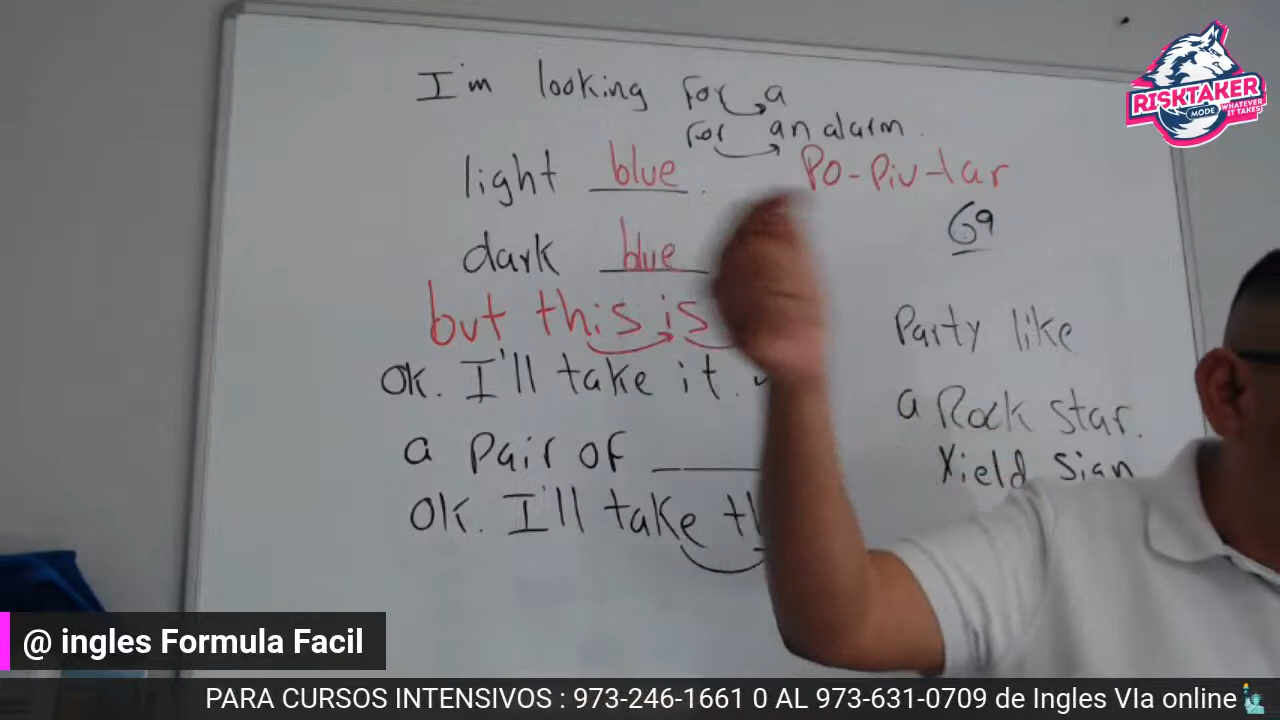 I'm looking for a
for an alarm.
light blue.
Po-Piu-lar
69
dark blue
but this is
Party like
OK. I'll take it.
a Rock star.
a pair of ______
Yield Sign
OK. I'll take
RISKTAKER
MODE
WHATEVER
IT TAKES
@ ingles Formula Facil
PARA CURSOS INTENSIVOS : 973-246-1661 0 AL 973-631-0709 de Ingles VIa online